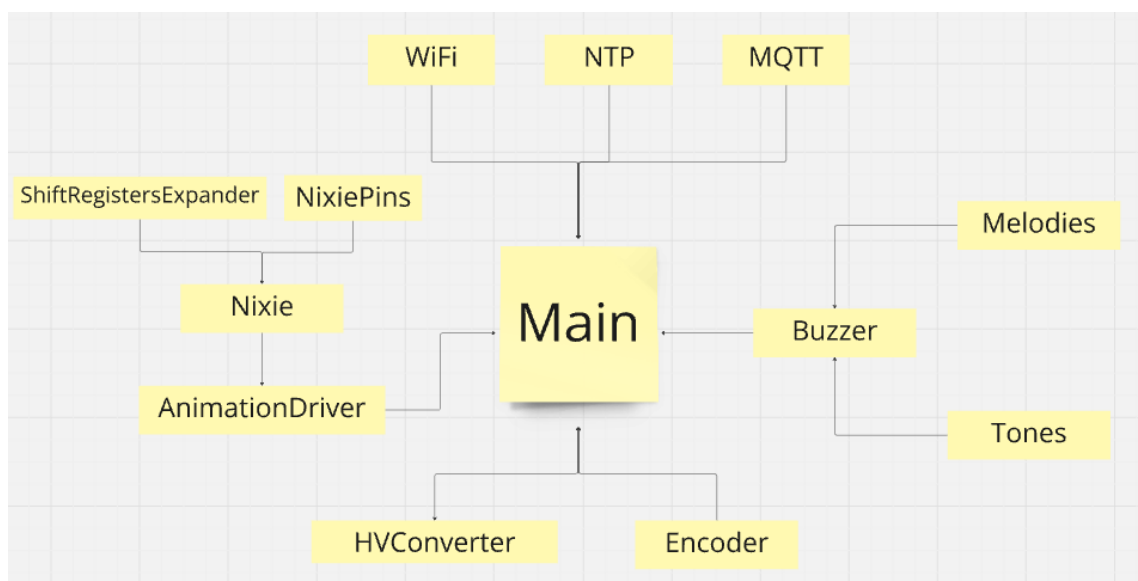 WiFi
NTP
MQTT
ShiftRegistersExpander
NixiePins
Melodies
Nixie
Main
Buzzer
AnimationDriver
Tones
HVConverter
Encoder